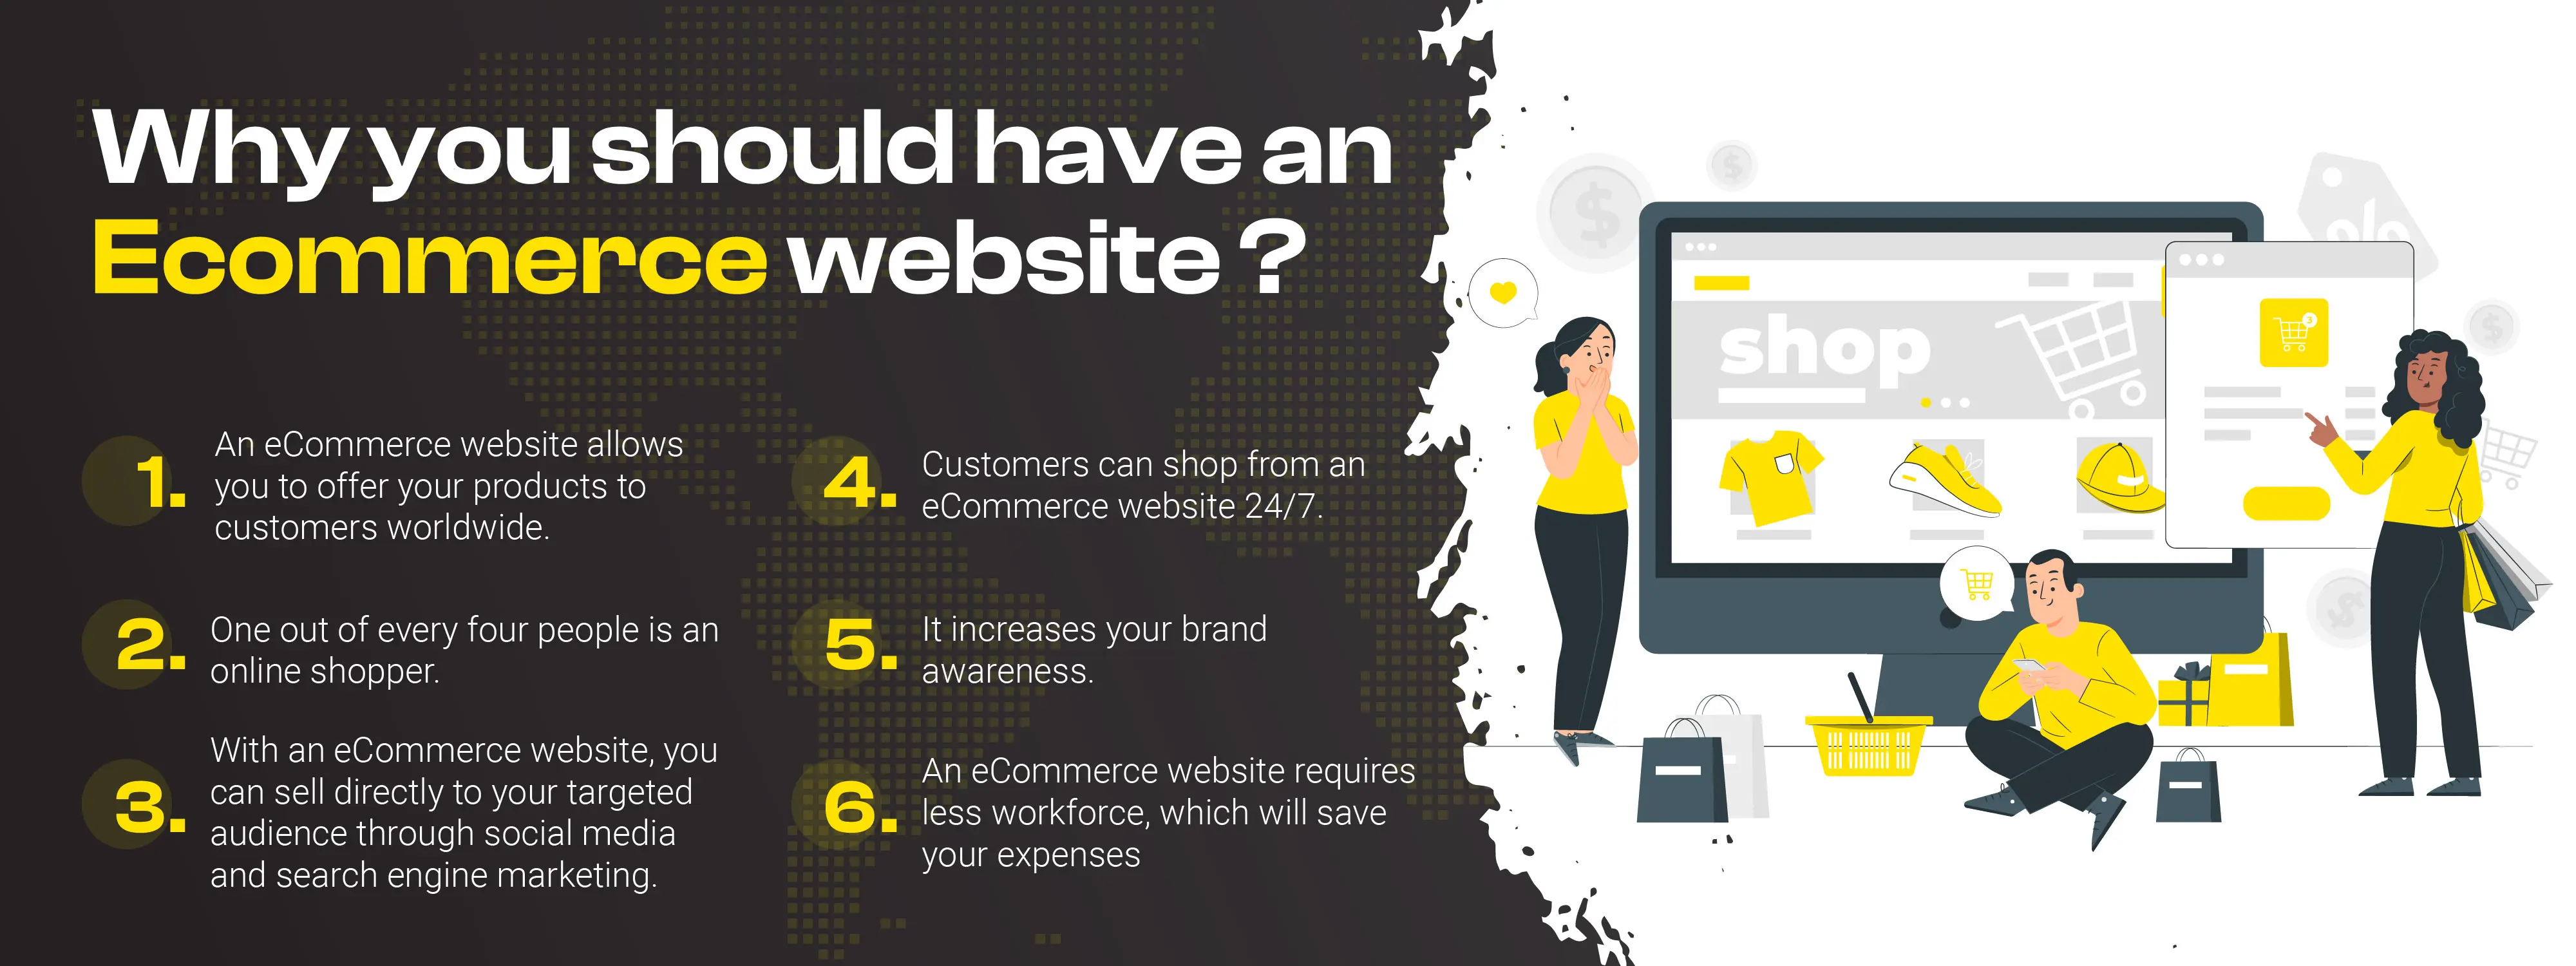 Why you should have an
Ecommerce website ?
1.
An eCommerce website allows
you to offer your products to
customers worldwide.
2.
One out of every four people is an
online shopper.
3.
With an eCommerce website, you
can sell directly to your targeted
audience through social media
and search engine marketing.
4.
Customers can shop from an
eCommerce website 24/7.
5.
It increases your brand
awareness.
6.
An eCommerce website requires
less workforce, which will save
your expenses
$
$
%
shop
3
$
$